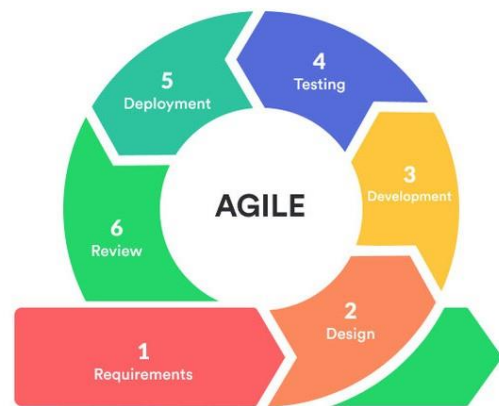 AGILE
1
Requirements
2
Design
3
Development
4
Testing
5
Deployment
6
Review